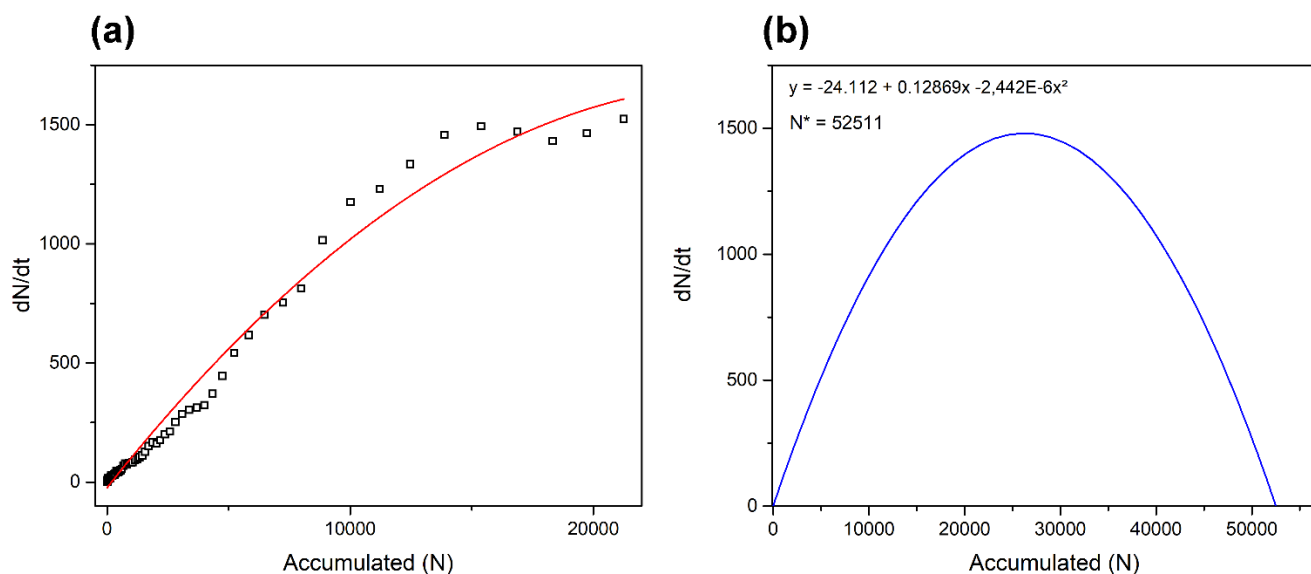 (a)
dN/dt
1500
1000
500
0
0
10000
20000
Accumulated (N)
(b)
y = -24.112 + 0.12869x -2,442E-6x²
N* = 52511
dN/dt
1500
1000
500
0
0
10000
20000
30000
40000
50000
Accumulated (N)